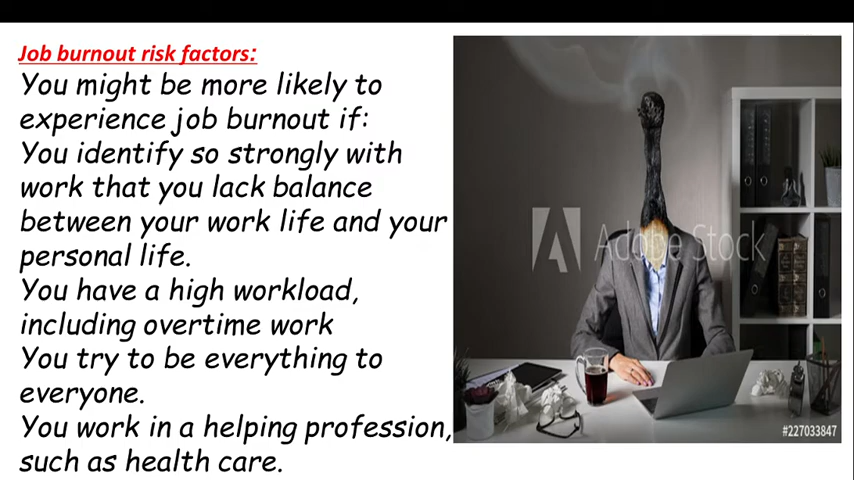 Job burnout risk factors:
You might be more likely to
experience job burnout if:
You identify so strongly with
work that you lack balance
between your work life and your
personal life.
You have a high workload,
including overtime work
You try to be everything to
everyone.
You work in a helping profession,
such as health care.
Adobe Stock
#227033847